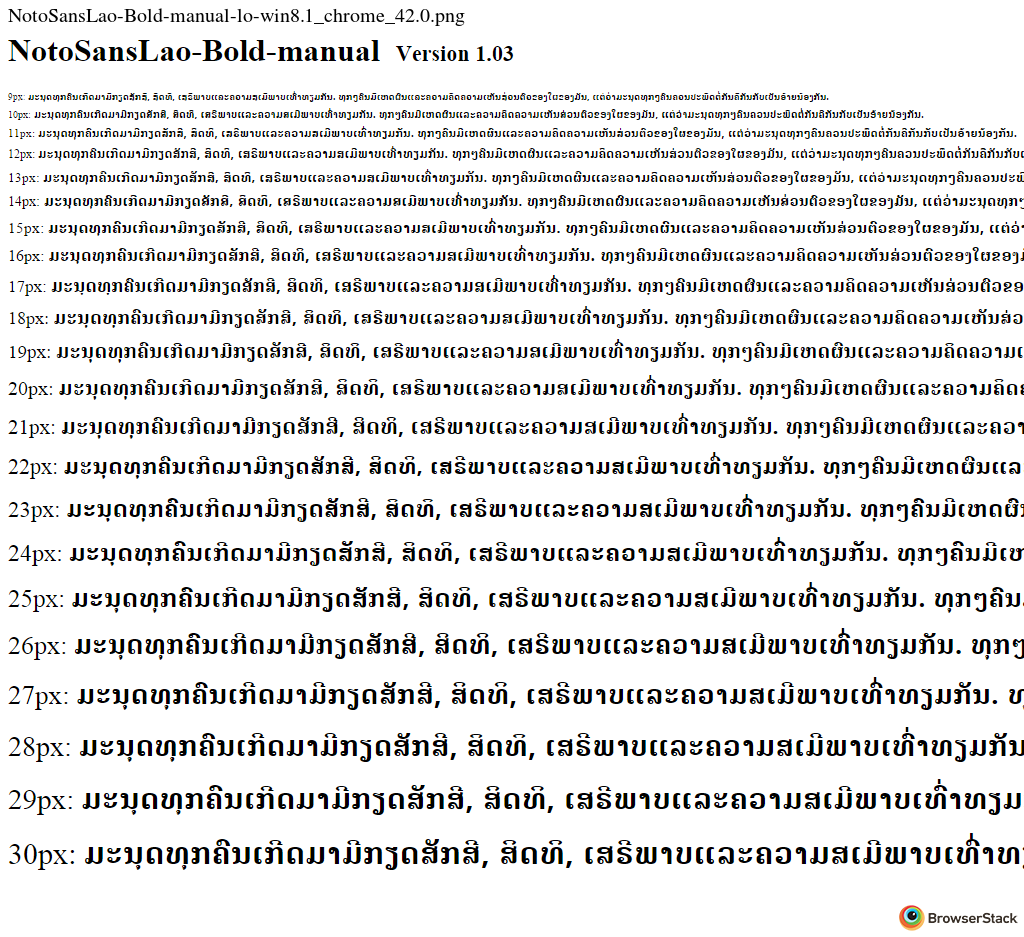 NotoSansLao-Bold-manual-lo-win8.1_chrome_42.0.png
NotoSansLao-Bold-manual Version 1.03
9px: ມະນຸດທຸກຄົນເກີດມາມີກຽດສັກສີ, ສິດທິ, ເສຣີພາບແລະຄວາມສເມີພາບເທົ່າທຽມກັນ. ທຸກໆຄົນມີເຫດຜົນແລະຄວາມຄິດຄວາມເຫັນສ່ວນຕົວຂອງໃຜຂອງມັນ, ແຕ່ວ່າມະນຸດທຸກໆຄົນຄວນປະພຶດຕໍ່ກັນຄືກັນກັບເປັນອ້າຍນ້ອງກັນ.
10px: ມະນຸດທຸກຄົນເກີດມາມີກຽດສັກສີ, ສິດທິ, ເສຣີພາບແລະຄວາມສເມີພາບເທົ່າທຽມກັນ. ທຸກໆຄົນມີເຫດຜົນແລະຄວາມຄິດຄວາມເຫັນສ່ວນຕົວຂອງໃຜຂອງມັນ, ແຕ່ວ່າມະນຸດທຸກໆຄົນຄວນປະພຶດຕໍ່ກັນຄືກັນກັບເປັນອ້າຍນ້ອງກັນ.
11px: ມະນຸດທຸກຄົນເກີດມາມີກຽດສັກສີ, ສິດທິ, ເສຣີພາບແລະຄວາມສເມີພາບເທົ່າທຽມກັນ. ທຸກໆຄົນມີເຫດຜົນແລະຄວາມຄິດຄວາມເຫັນສ່ວນຕົວຂອງໃຜຂອງມັນ, ແຕ່ວ່າມະນຸດທຸກໆຄົນຄວນປະພຶດຕໍ່ກັນຄືກັນກັບເປັນອ້າຍນ້ອງກັນ.
12px: ມະນຸດທຸກຄົນເກີດມາມີກຽດສັກສີ, ສິດທິ, ເສຣີພາບແລະຄວາມສເມີພາບເທົ່າທຽມກັນ. ທຸກໆຄົນມີເຫດຜົນແລະຄວາມຄິດຄວາມເຫັນສ່ວນຕົວຂອງໃຜຂອງມັນ, ແຕ່ວ່າມະນຸດທຸກໆຄົນຄວນປະພຶດຕໍ່ກັນຄືກັນກັບເປັນອ້າຍນ້ອງກັ
13px: ມະນຸດທຸກຄົນເກີດມາມີກຽດສັກສີ, ສິດທິ, ເສຣີພາບແລະຄວາມສເມີພາບເທົ່າທຽມກັນ. ທຸກໆຄົນມີເຫດຜົນແລະຄວາມຄິດຄວາມເຫັນສ່ວນຕົວຂອງໃຜຂອງມັນ, ແຕ່ວ່າມະນຸດທຸກໆຄົນຄວນປະພຶ
14px: ມະນຸດທຸກຄົນເກີດມາມີກຽດສັກສີ, ສິດທິ, ເສຣີພາບແລະຄວາມສເມີພາບເທົ່າທຽມກັນ. ທຸກໆຄົນມີເຫດຜົນແລະຄວາມຄິດຄວາມເຫັນສ່ວນຕົວຂອງໃຜຂອງມັນ, ແຕ່ວ່າມະນຸດທຸກໆ
15px: ມະນຸດທຸກຄົນເກີດມາມີກຽດສັກສີ, ສິດທິ, ເສຣີພາບແລະຄວາມສເມີພາບເທົ່າທຽມກັນ. ທຸກໆຄົນມີເຫດຜົນແລະຄວາມຄິດຄວາມເຫັນສ່ວນຕົວຂອງໃຜຂອງມັນ, ແຕ່ວ່າ
16px: ມະນຸດທຸກຄົນເກີດມາມີກຽດສັກສີ, ສິດທິ, ເສຣີພາບແລະຄວາມສເມີພາບເທົ່າທຽມກັນ. ທຸກໆຄົນມີເຫດຜົນແລະຄວາມຄິດຄວາມເຫັນສ່ວນຕົວຂອງໃຜຂອງມັ
17px: ມະນຸດທຸກຄົນເກີດມາມີກຽດສັກສີ, ສິດທິ, ເສຣີພາບແລະຄວາມສເມີພາບເທົ່າທຽມກັນ. ທຸກໆຄົນມີເຫດຜົນແລະຄວາມຄິດຄວາມເຫັນສ່ວນຕົວຂອ
18px: ມະນຸດທຸກຄົນເກີດມາມີກຽດສັກສີ, ສິດທິ, ເສຣີພາບແລະຄວາມສເມີພາບເທົ່າທຽມກັນ. ທຸກໆຄົນມີເຫດຜົນແລະຄວາມຄິດຄວາມເຫັນສ່ວ
19px: ມະນຸດທຸກຄົນເກີດມາມີກຽດສັກສີ, ສິດທິ, ເສຣີພາບແລະຄວາມສເມີພາບເທົ່າທຽມກັນ. ທຸກໆຄົນມີເຫດຜົນແລະຄວາມຄິດຄວາມເ
20px: ມະນຸດທຸກຄົນເກີດມາມີກຽດສັກສີ, ສິດທິ, ເສຣີພາບແລະຄວາມສເມີພາບເທົ່າທຽມກັນ. ທຸກໆຄົນມີເຫດຜົນແລະຄວາມຄິດຄ
21px: ມະນຸດທຸກຄົນເກີດມາມີກຽດສັກສີ, ສິດທິ, ເສຣີພາບແລະຄວາມສເມີພາບເທົ່າທຽມກັນ. ທຸກໆຄົນມີເຫດຜົນແລະຄວາ
22px: ມະນຸດທຸກຄົນເກີດມາມີກຽດສັກສີ, ສິດທິ, ເສຣີພາບແລະຄວາມສເມີພາບເທົ່າທຽມກັນ. ທຸກໆຄົນມີເຫດຜົນແລ
23px: ມະນຸດທຸກຄົນເກີດມາມີກຽດສັກສີ, ສິດທິ, ເສຣີພາບແລະຄວາມສເມີພາບເທົ່າທຽມກັນ. ທຸກໆຄົນມີເຫດຜົນ
24px: ມະນຸດທຸກຄົນເກີດມາມີກຽດສັກສີ, ສິດທິ, ເສຣີພາບແລະຄວາມສເມີພາບເທົ່າທຽມກັນ. ທຸກໆຄົນມີເຫ
25px: ມະນຸດທຸກຄົນເກີດມາມີກຽດສັກສີ, ສິດທິ, ເສຣີພາບແລະຄວາມສເມີພາບເທົ່າທຽມກັນ. ທຸກໆຄົນ
26px: ມະນຸດທຸກຄົນເກີດມາມີກຽດສັກສີ, ສິດທິ, ເສຣີພາບແລະຄວາມສເມີພາບເທົ່າທຽມກັນ. ທຸກໆ
27px: ມະນຸດທຸກຄົນເກີດມາມີກຽດສັກສີ, ສິດທິ, ເສຣີພາບແລະຄວາມສເມີພາບເທົ່າທຽມກັນ. ທຸ
28px: ມະນຸດທຸກຄົນເກີດມາມີກຽດສັກສີ, ສິດທິ, ເສຣີພາບແລະຄວາມສເມີພາບເທົ່າທຽມກັນ
29px: ມະນຸດທຸກຄົນເກີດມາມີກຽດສັກສີ, ສິດທິ, ເສຣີພາບແລະຄວາມສເມີພາບເທົ່າທຽມ
30px: ມະນຸດທຸກຄົນເກີດມາມີກຽດສັກສີ, ສິດທິ, ເສຣີພາບແລະຄວາມສເມີພາບເທົ່າທຽ
BrowserStack